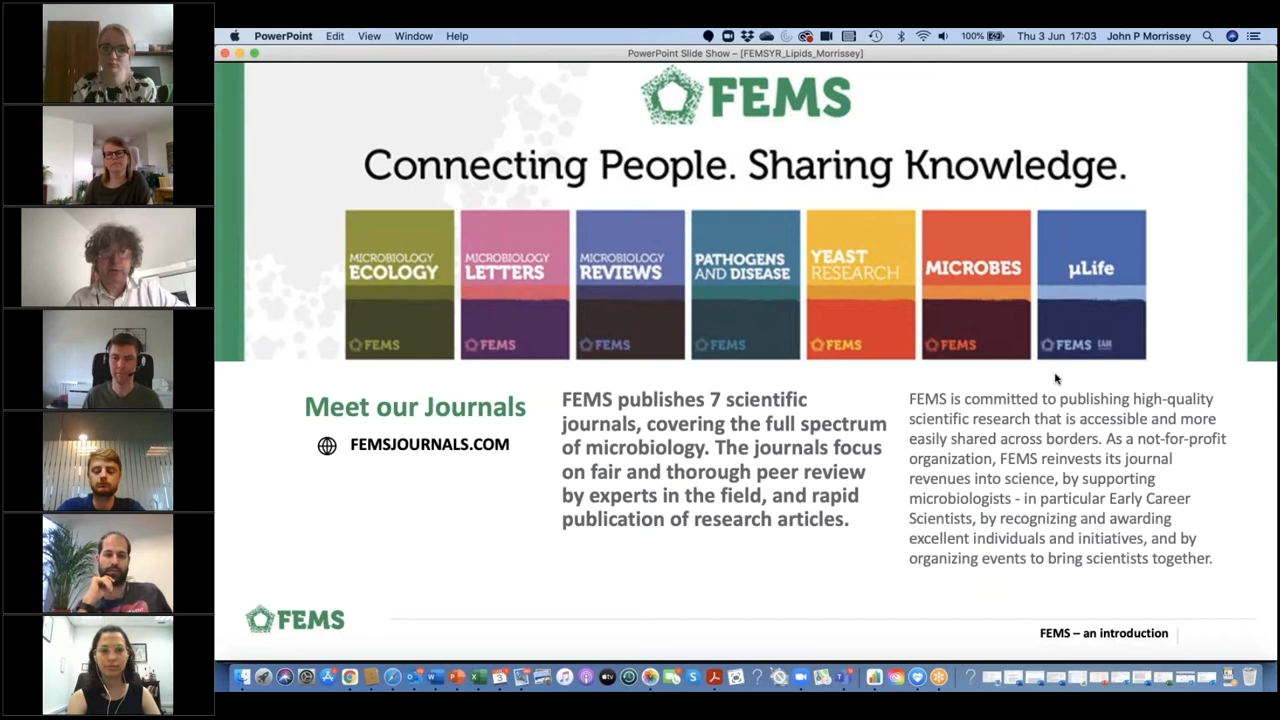 PowerPoint Edit View Window Help
100% Thu 3 Jun 17:03 John P Morrissey
PowerPoint Slide Show – [FEMSYR_Lipids_Morrissey]
FEMS
Connecting People. Sharing Knowledge.
MICROBIOLOGY
ECOLOGY
FEMS
MICROBIOLOGY
LETTERS
FEMS
MICROBIOLOGY
REVIEWS
FEMS
PATHOGENS
AND DISEASE
FEMS
YEAST
RESEARCH
FEMS
MICROBES
FEMS
µLife
FEMS
Meet our Journals
FEMSJOURNALS.COM
FEMS publishes 7 scientific
journals, covering the full spectrum
of microbiology. The journals focus
on fair and thorough peer review
by experts in the field, and rapid
publication of research articles.
FEMS is committed to publishing high-quality
scientific research that is accessible and more
easily shared across borders. As a not-for-profit
organization, FEMS reinvests its journal
revenues into science, by supporting
microbiologists - in particular Early Career
Scientists, by recognizing and awarding
excellent individuals and initiatives, and by
organizing events to bring scientists together.
FEMS
FEMS – an introduction